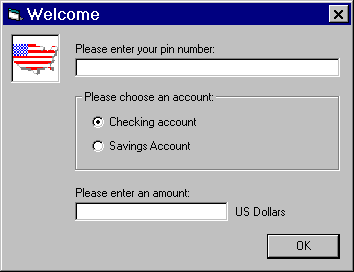 Welcome
Please enter your pin number:
Please choose an account:
Checking account
Savings Account
Please enter an amount:
US Dollars
OK